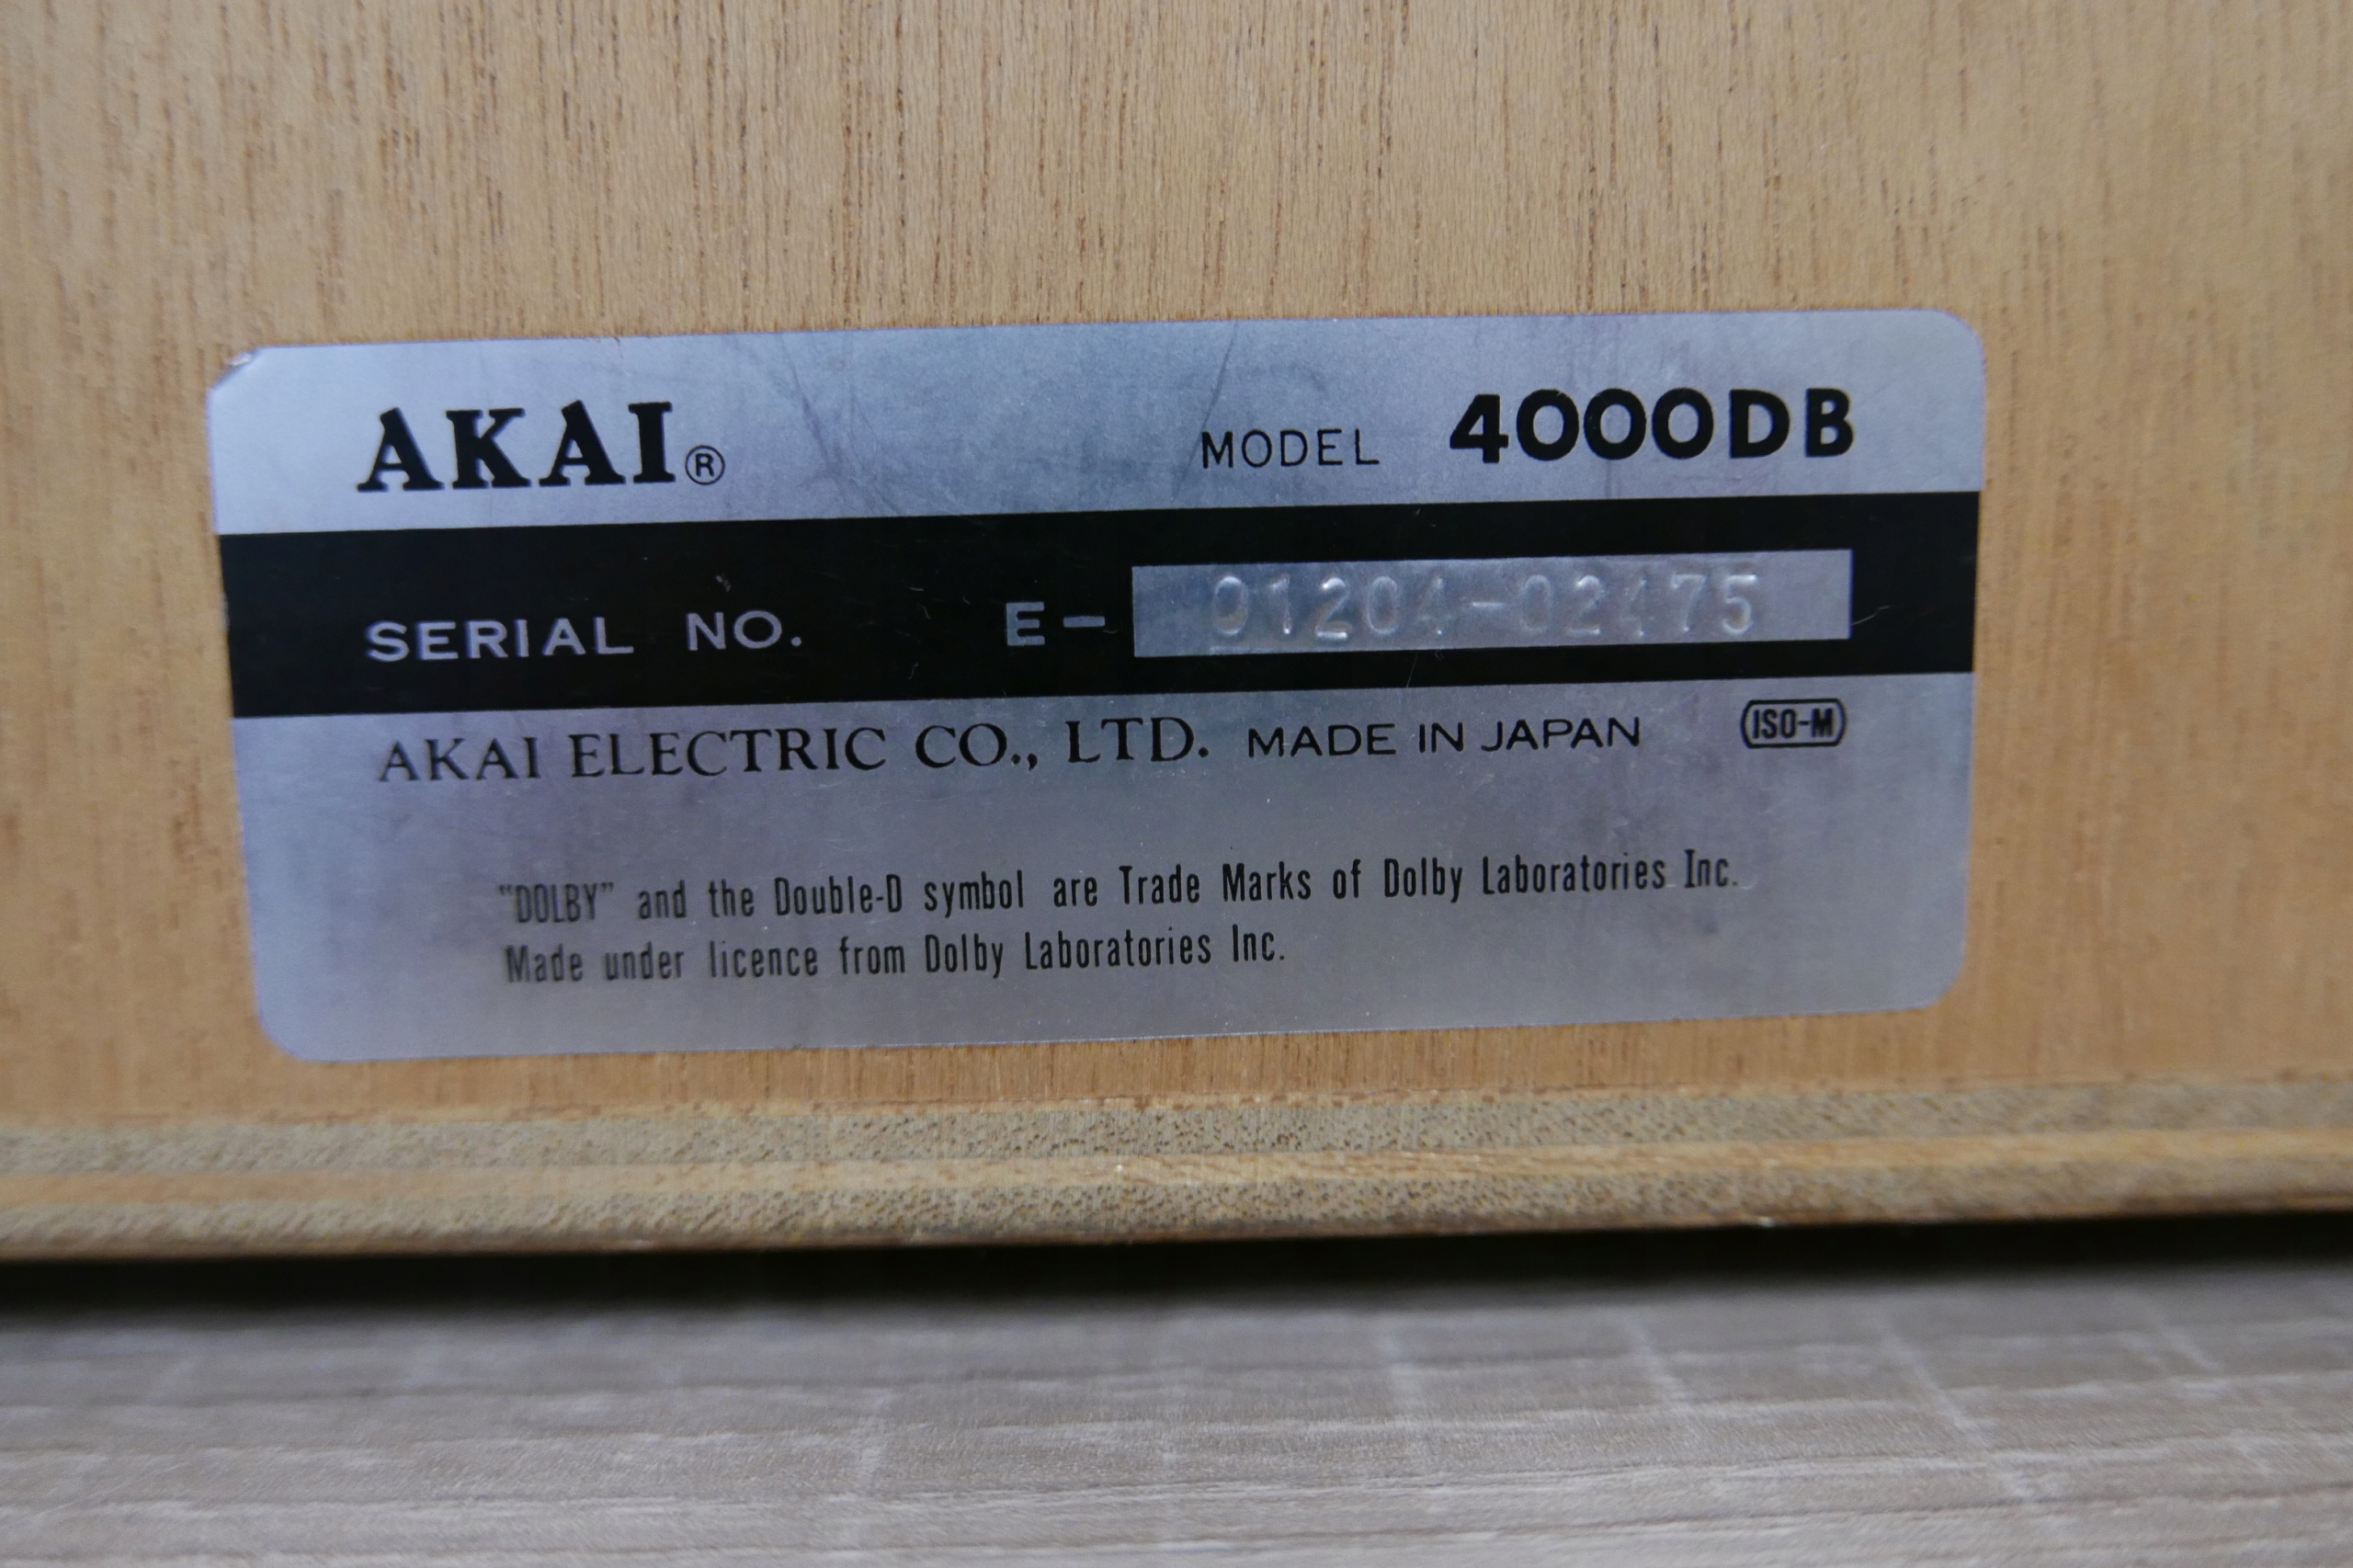 AKAI®
MODEL 4000DB
SERIAL NO. E- 01204-02475
AKAI ELECTRIC CO., LTD. MADE IN JAPAN ISO-M
"DOLBY" and the Double-D symbol are Trade Marks of Dolby Laboratories Inc.
Made under licence from Dolby Laboratories Inc.